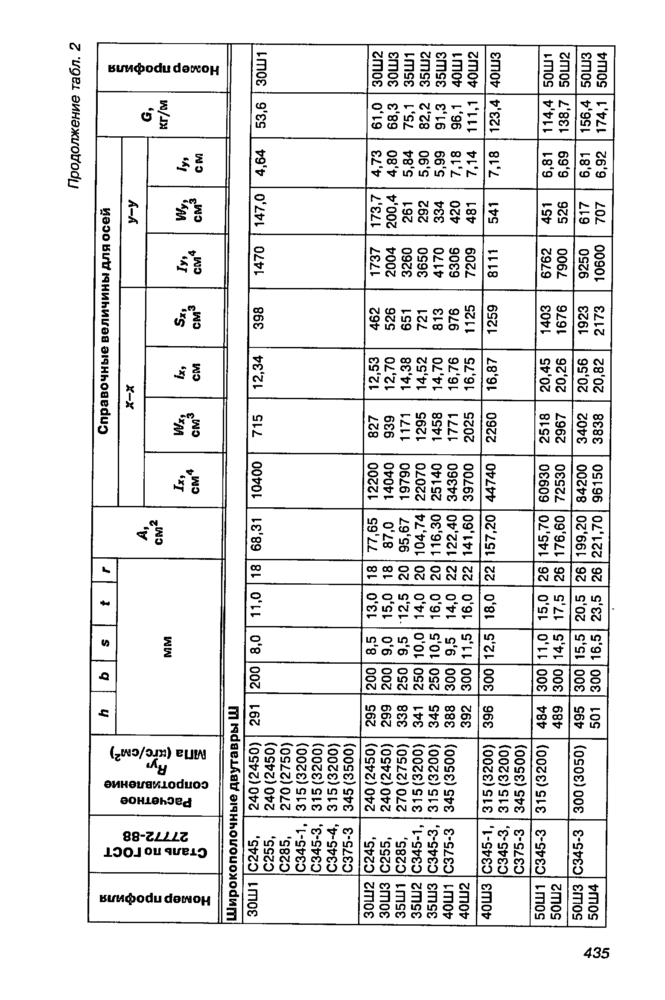 Продолжение табл. 2
Номер профиля
Сталь по ГОСТ 27772-88
Расчетное сопротивление Ry, МПа (кгс/см²)
h b s t r
мм
A, см²
Справочные величины для осей
x–x y–y
Ix, см⁴ Wx, см³ ix, см Sx, см³ Iy, см⁴ Wy, см³ iy, см
G, кг/м
Номер профиля
Широкополочные двутавры Ш
30Ш1 С245, 240 (2450) 291 200 8,0 11,0 18 68,31 10400 715 12,34 398 1470 147,0 4,64 53,6 30Ш1
С255, 240 (2450)
С285, 270 (2750)
С345-1, 315 (3200)
С345-3, 315 (3200)
С345-4, 315 (3200)
С375-3 345 (3500)
30Ш2 С245, 240 (2450) 295 200 8,5 13,0 18 77,65 12200 827 12,53 462 1737 173,7 4,73 61,0 30Ш2
30Ш3 С255, 240 (2450) 299 200 9,0 15,0 18 87,0 14040 939 12,70 526 2004 200,4 4,80 68,3 30Ш3
35Ш1 С285, 270 (2750) 338 250 9,5 12,5 20 95,67 19790 1171 14,38 651 3260 261 5,84 75,1 35Ш1
35Ш2 С345-1, 315 (3200) 341 250 10,0 14,0 20 104,74 22070 1295 14,52 721 3650 292 5,90 82,2 35Ш2
35Ш3 С345-3, 315 (3200) 345 250 10,5 16,0 20 116,30 25140 1458 14,70 813 4170 334 5,99 91,3 35Ш3
40Ш1 С375-3 345 (3500) 388 300 9,5 14,0 22 122,40 34360 1771 16,76 976 6306 420 7,18 96,1 40Ш1
40Ш2 392 300 11,5 16,0 22 141,60 39700 2025 16,75 1125 7209 481 7,14 111,1 40Ш2
40Ш3 С345-1, 315 (3200) 396 300 12,5 18,0 22 157,20 44740 2260 16,87 1259 8111 541 7,18 123,4 40Ш3
С345-3, 315 (3200)
С375-3 345 (3500)
50Ш1 С345-3 315 (3200) 484 300 11,0 15,0 26 145,70 60930 2518 20,45 1403 6762 451 6,81 114,4 50Ш1
50Ш2 489 300 14,5 17,5 26 176,60 72530 2967 20,26 1676 7900 526 6,69 138,7 50Ш2
50Ш3 С345-3 300 (3050) 495 300 15,5 20,5 26 199,20 84200 3402 20,56 1923 9250 617 6,81 156,4 50Ш3
50Ш4 501 300 16,5 23,5 26 221,70 96150 3838 20,82 2173 10600 707 6,92 174,1 50Ш4
435